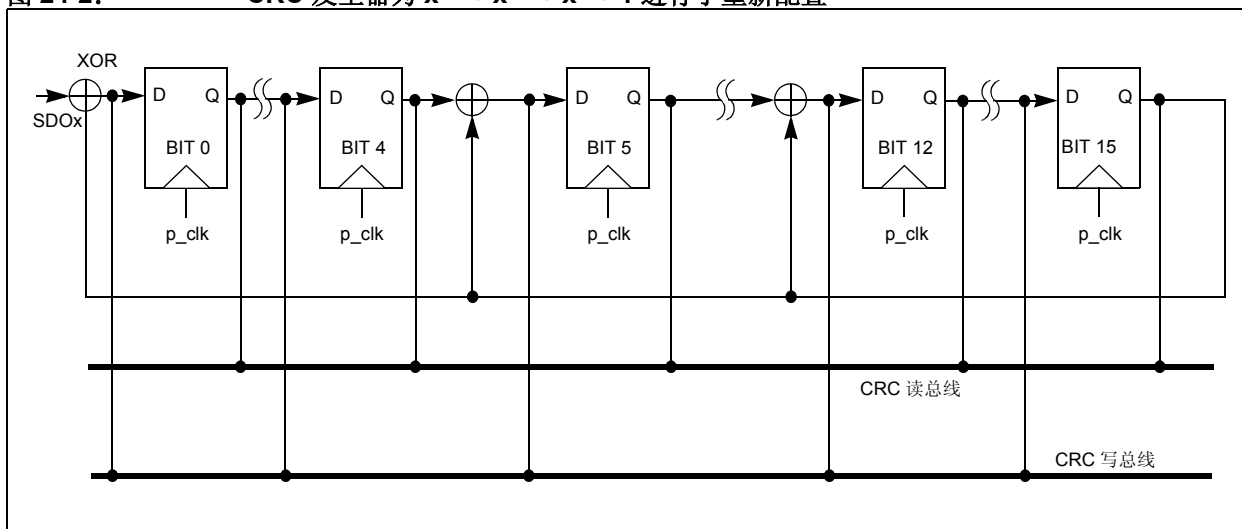 XOR
SDOx
D Q D Q D Q D Q D Q
BIT 0 BIT 4 BIT 5 BIT 12 BIT 15
p_clk p_clk p_clk p_clk p_clk
CRC 读总线
CRC 写总线